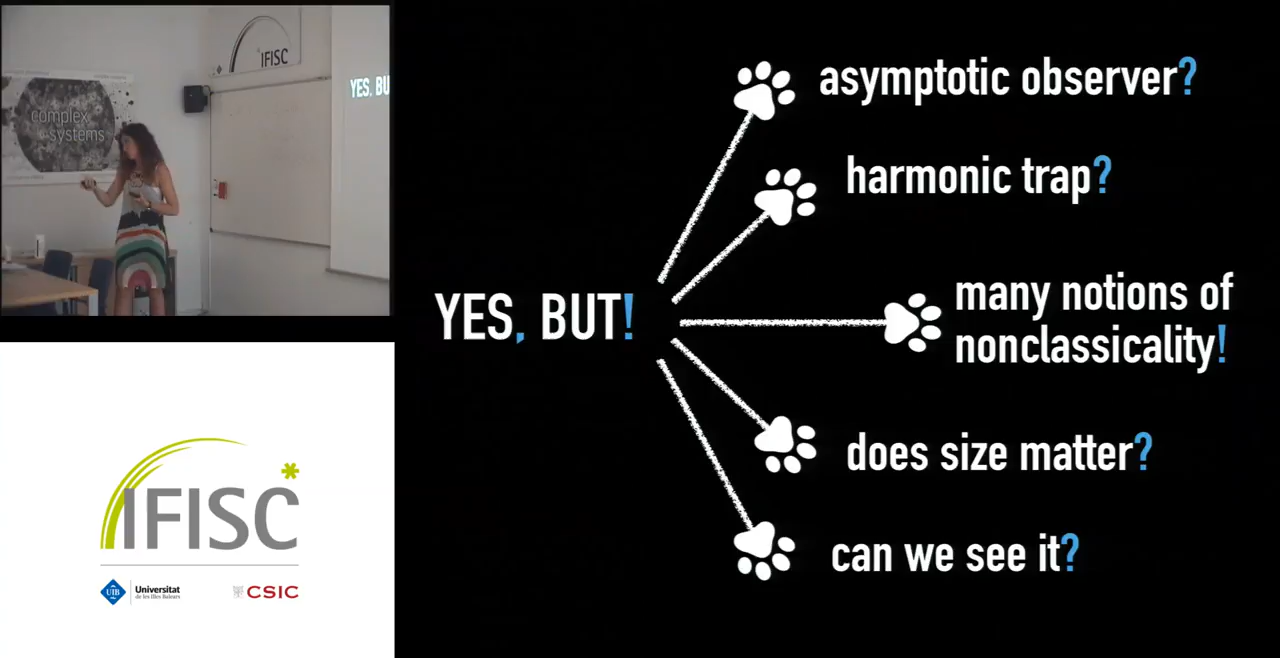 IFISC
YES, BU
complex
systems
asymptotic observer?
harmonic trap?
many notions of
nonclassicality!
YES, BUT!
does size matter?
can we see it?
IFISC
UIB
Universitat
de les Illes Balears
CSIC